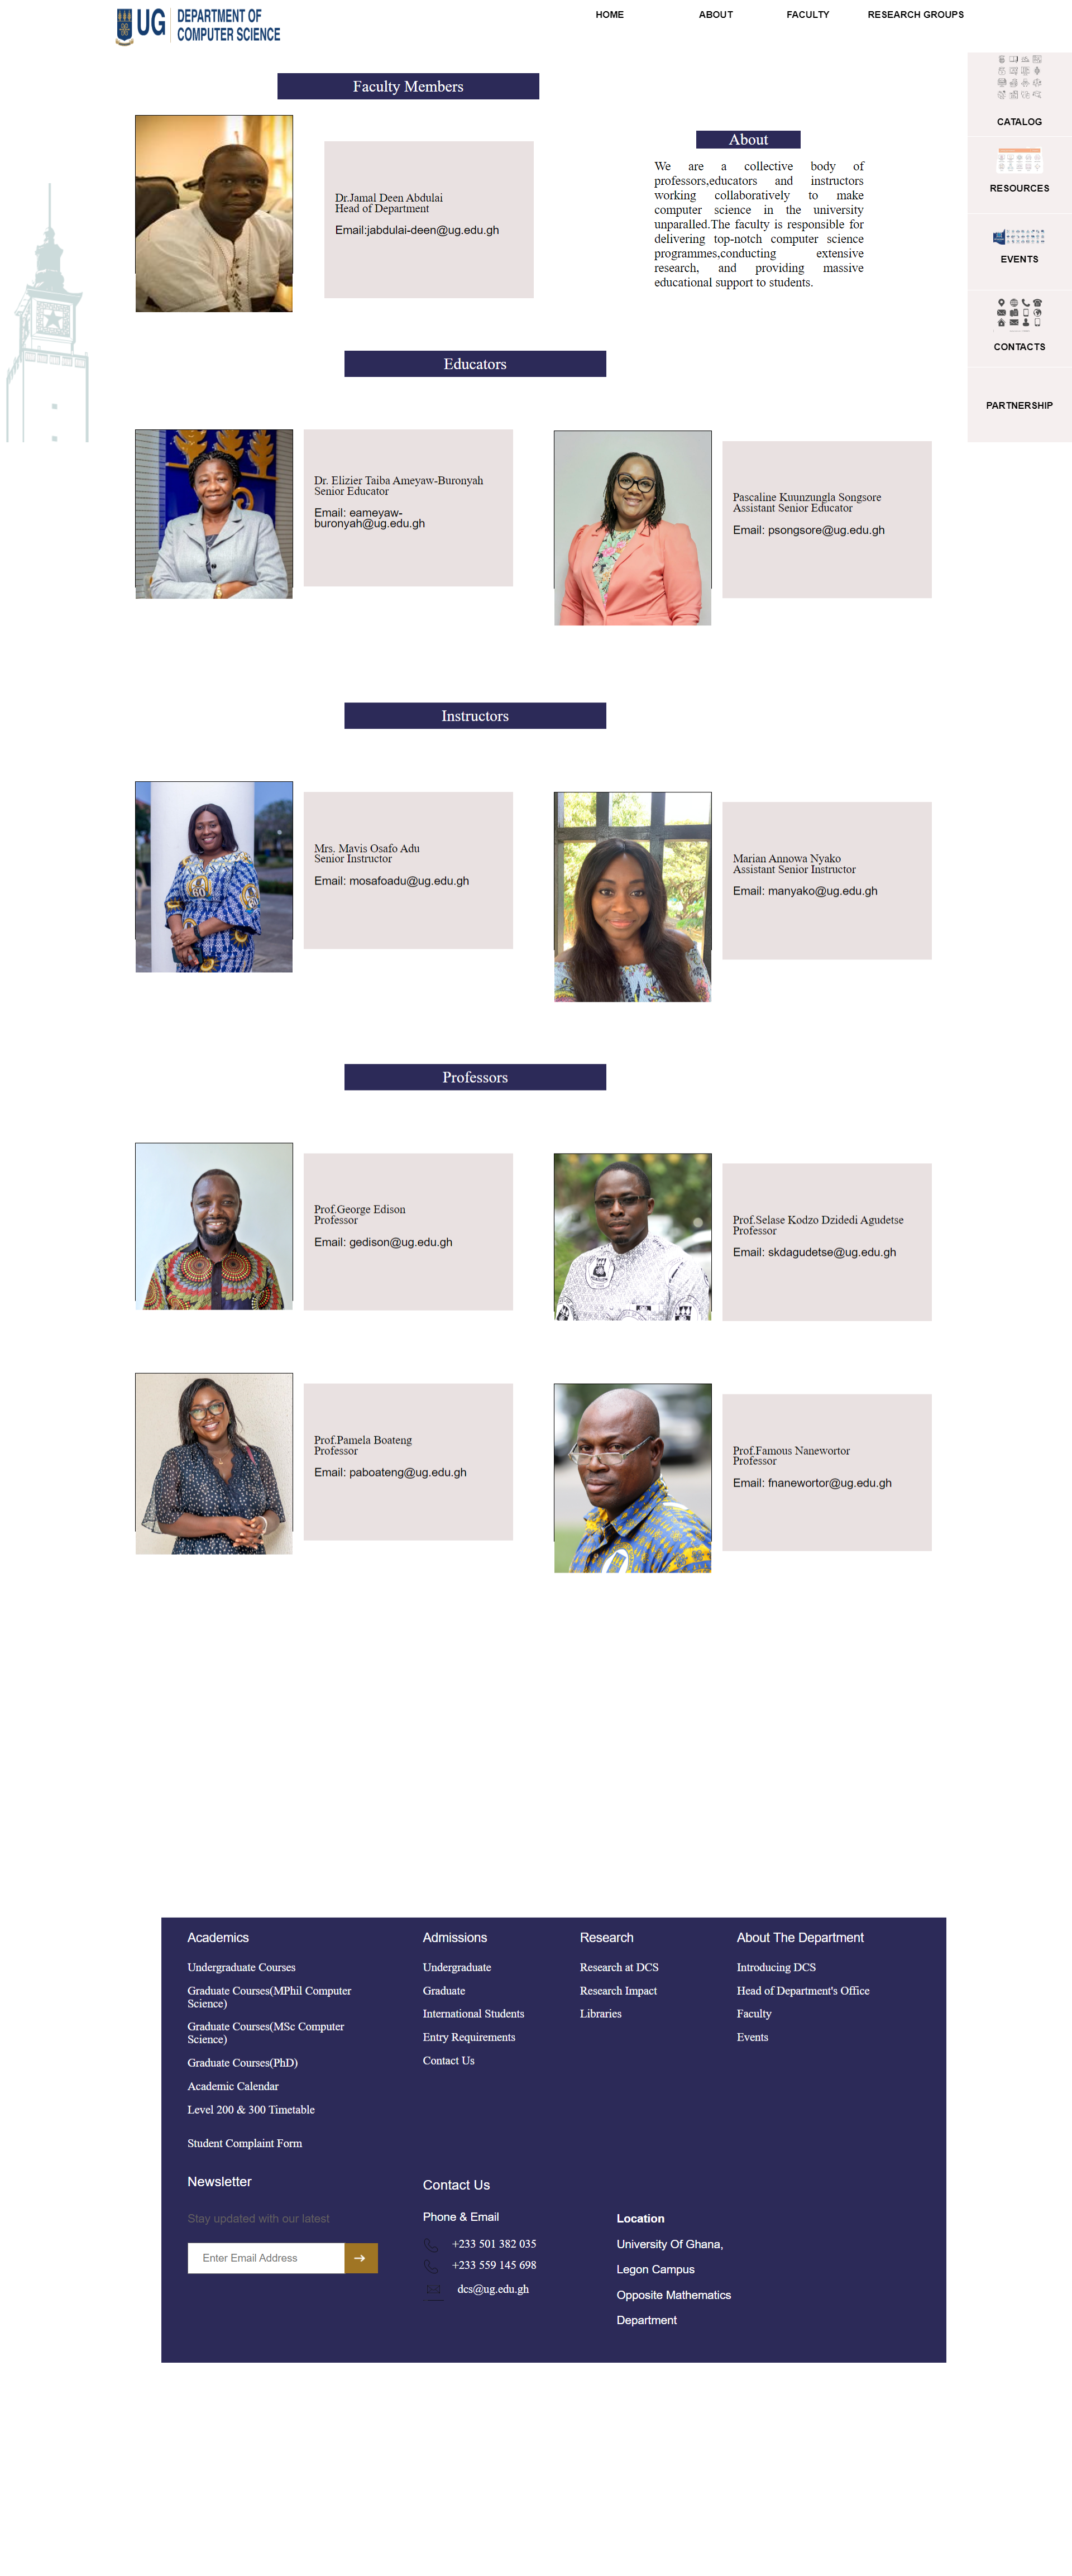 UG DEPARTMENT OF
COMPUTER SCIENCE
HOME ABOUT FACULTY RESEARCH GROUPS
CATALOG
RESOURCES
EVENTS
CONTACTS
PARTNERSHIP
Faculty Members
Dr.Jamal Deen Abdulai
Head of Department
Email:jabdulai-deen@ug.edu.gh
About
We are a collective body of
professors,educators and instructors
working collaboratively to make
computer science in the university
unparalled.The faculty is responsible for
delivering top-notch computer science
programmes,conducting extensive
research, and providing massive
educational support to students.
Educators
Dr. Elizier Taiba Ameyaw-Buronyah
Senior Educator
Email: eameyaw-
buronyah@ug.edu.gh
Pascaline Kuunzungla Songsore
Assistant Senior Educator
Email: psongsore@ug.edu.gh
Instructors
Mrs. Mavis Osafo Adu
Senior Instructor
Email: mosafoadu@ug.edu.gh
Marian Annowa Nyako
Assistant Senior Instructor
Email: manyako@ug.edu.gh
Professors
Prof.George Edison
Professor
Email: gedison@ug.edu.gh
Prof.Selase Kodzo Dzidedi Agudetse
Professor
Email: skdagudetse@ug.edu.gh
Prof.Pamela Boateng
Professor
Email: paboateng@ug.edu.gh
Prof.Famous Nanewortor
Professor
Email: fnanewortor@ug.edu.gh
Academics
Undergraduate Courses
Graduate Courses(MPhil Computer
Science)
Graduate Courses(MSc Computer
Science)
Graduate Courses(PhD)
Academic Calendar
Level 200 & 300 Timetable
Student Complaint Form
Admissions
Undergraduate
Graduate
International Students
Entry Requirements
Contact Us
Research
Research at DCS
Research Impact
Libraries
About The Department
Introducing DCS
Head of Department's Office
Faculty
Events
Newsletter
Stay updated with our latest
Enter Email Address
Contact Us
Phone & Email
+233 501 382 035
+233 559 145 698
dcs@ug.edu.gh
Location
University Of Ghana,
Legon Campus
Opposite Mathematics
Department